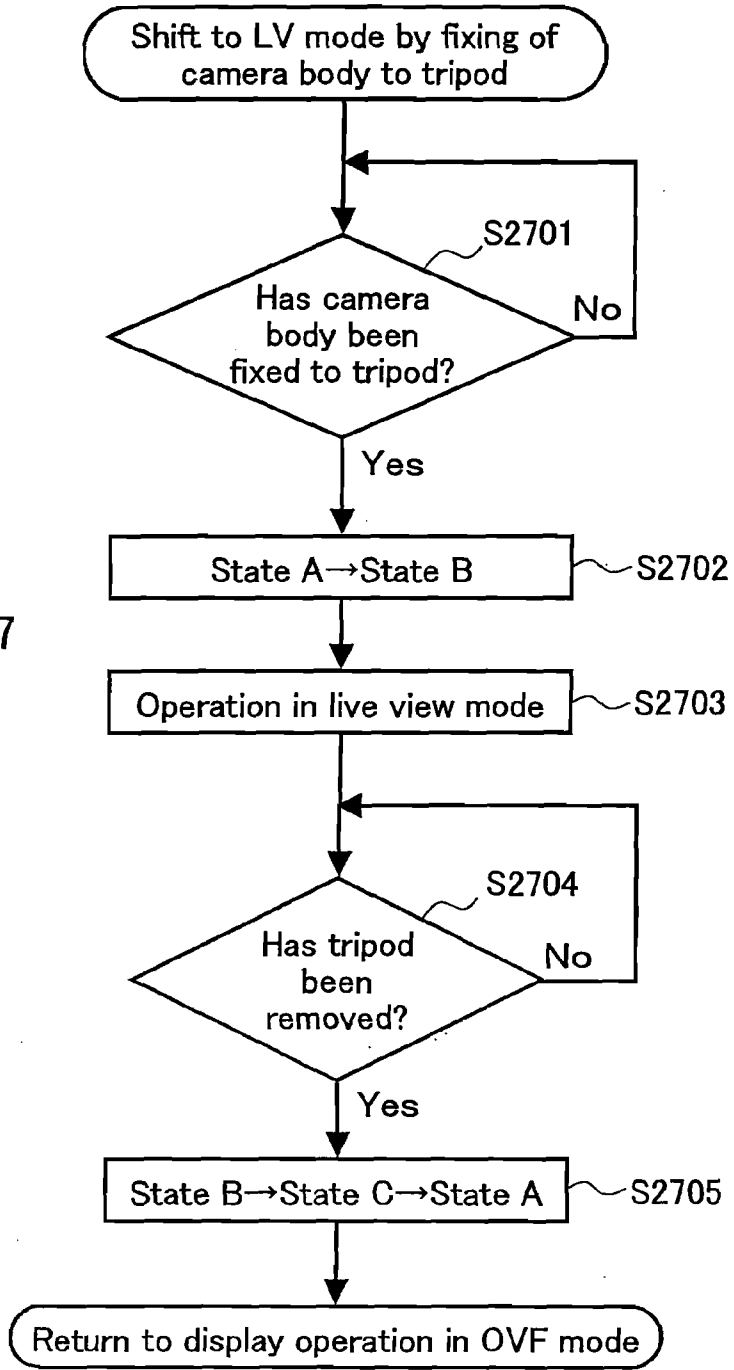 Shift to LV mode by fixing of
camera body to tripod
S2701
Has camera
body been
fixed to tripod?
No
Yes
State A→State B
S2702
7
Operation in live view mode
S2703
S2704
Has tripod
been
removed?
No
Yes
State B→State C→State A
S2705
Return to display operation in OVF mode